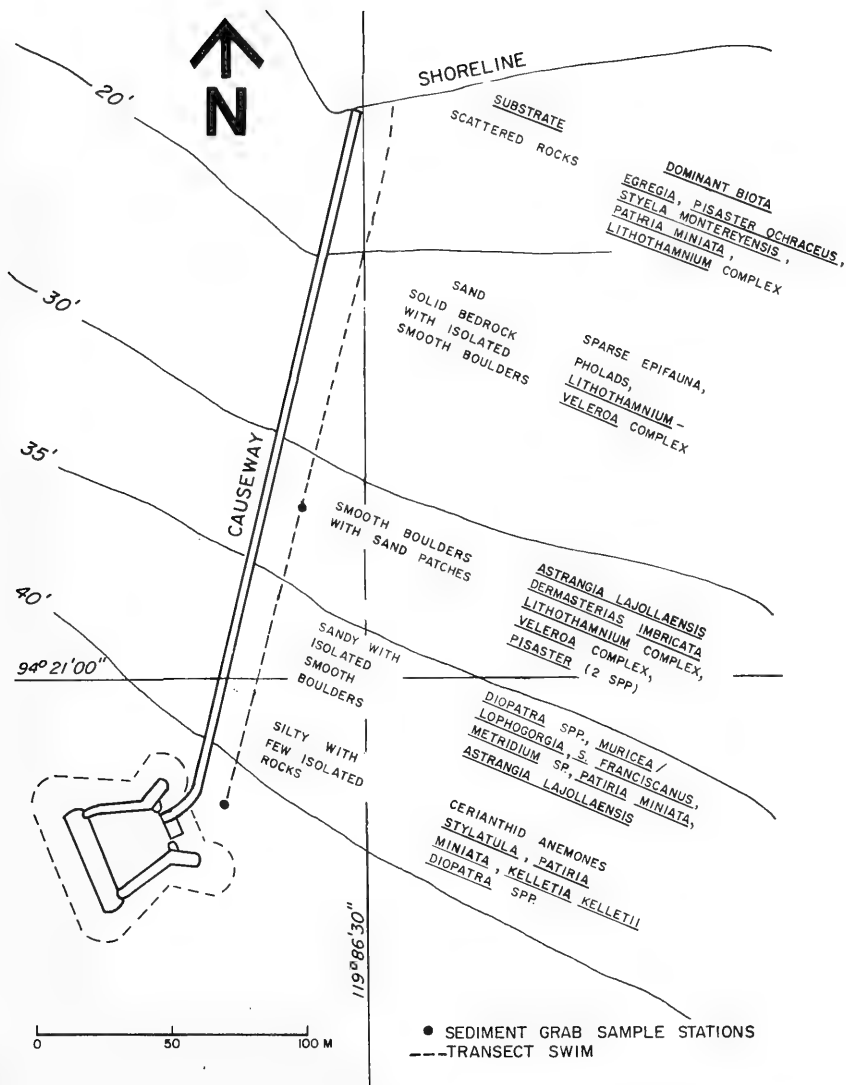 N
SHORELINE
20'
SUBSTRATE
SCATTERED ROCKS
DOMINANT BIOTA
EGREGIA, PISASTER OCHRACEUS,
STYELA MONTEREYENSIS,
PATIRIA MINIATA,
LITHOTHAMNIUM COMPLEX
30'
SAND
SOLID BEDROCK
WITH ISOLATED
SMOOTH BOULDERS
SPARSE EPIFAUNA,
PHOLADS,
LITHOTHAMNIUM-
VELEROA COMPLEX
35'
CAUSEWAY
SMOOTH BOULDERS
WITH SAND PATCHES
ASTRANGIA LAJOLLAENSIS
DERMASTERIAS IMBRICATA
LITHOTHAMNIUM COMPLEX,
VELEROA COMPLEX,
PISASTER (2 SPP)
40'
SANDY WITH
ISOLATED
SMOOTH
BOULDERS
94° 21'00"
DIOPATRA SPP., MURICEA/
LOPHOGORGIA, S. FRANCISCANUS,
METRIDIUM SP., PATIRIA MINIATA,
ASTRANGIA LAJOLLAENSIS
SILTY WITH
FEW ISOLATED
ROCKS
CERIANTHID ANEMONES
STYLATULA, PATIRIA
MINIATA, KELLETIA KELLETII
DIOPATRA SPP.
119° 86'30"
0 50 100 M
SEDIMENT GRAB SAMPLE STATIONS
TRANSECT SWIM